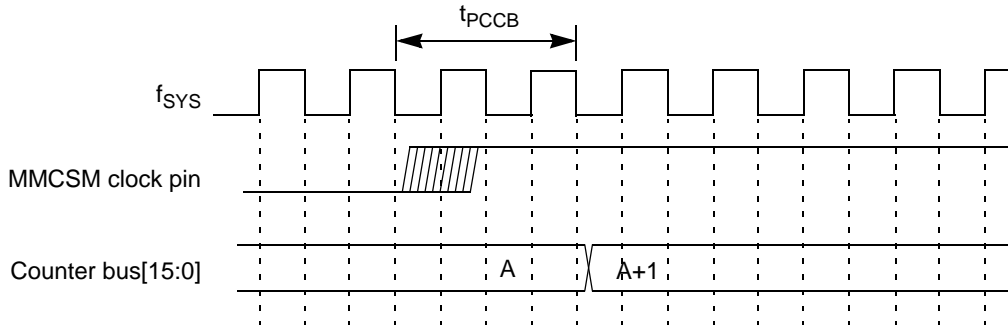 tPCCB
fSYS
MMCSM clock pin
Counter bus[15:0]
A
A+1